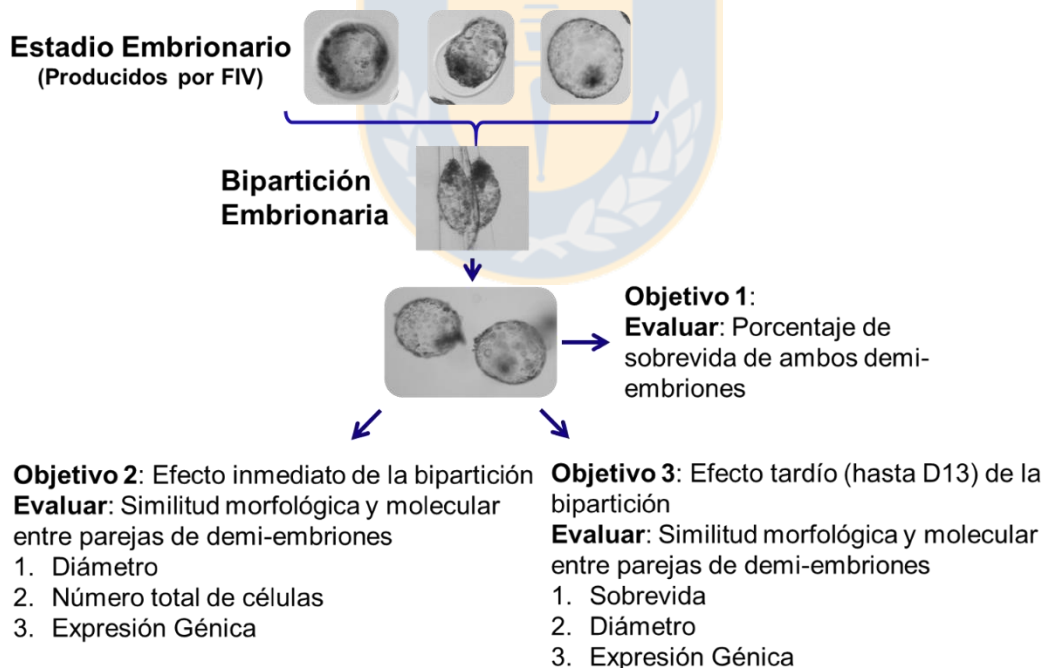 Estadio Embrionario
(Producidos por FIV)
Bipartición
Embrionaria
Objetivo 1:
Evaluar: Porcentaje de
sobrevida de ambos demi-
embriones
Objetivo 2: Efecto inmediato de la bipartición
Evaluar: Similitud morfológica y molecular
entre parejas de demi-embriones
1. Diámetro
2. Número total de células
3. Expresión Génica
Objetivo 3: Efecto tardío (hasta D13) de la
bipartición
Evaluar: Similitud morfológica y molecular
entre parejas de demi-embriones
1. Sobrevida
2. Diámetro
3. Expresión Génica